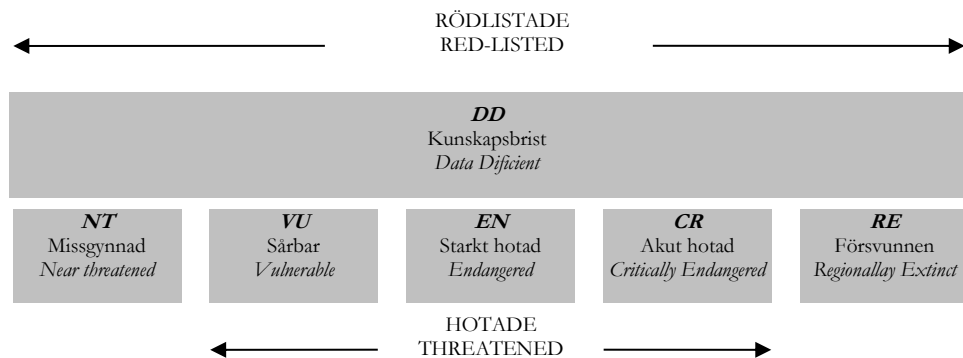 RÖDLISTADE
RED-LISTED
DD
Kunskapsbrist
Data Dificient
NT
Missgynnad
Near threatened
VU
Sårbar
Vulnerable
EN
Starkt hotad
Endangered
CR
Akut hotad
Critically Endangered
RE
Försvunnen
Regionallay Extinct
HOTADE
THREATENED